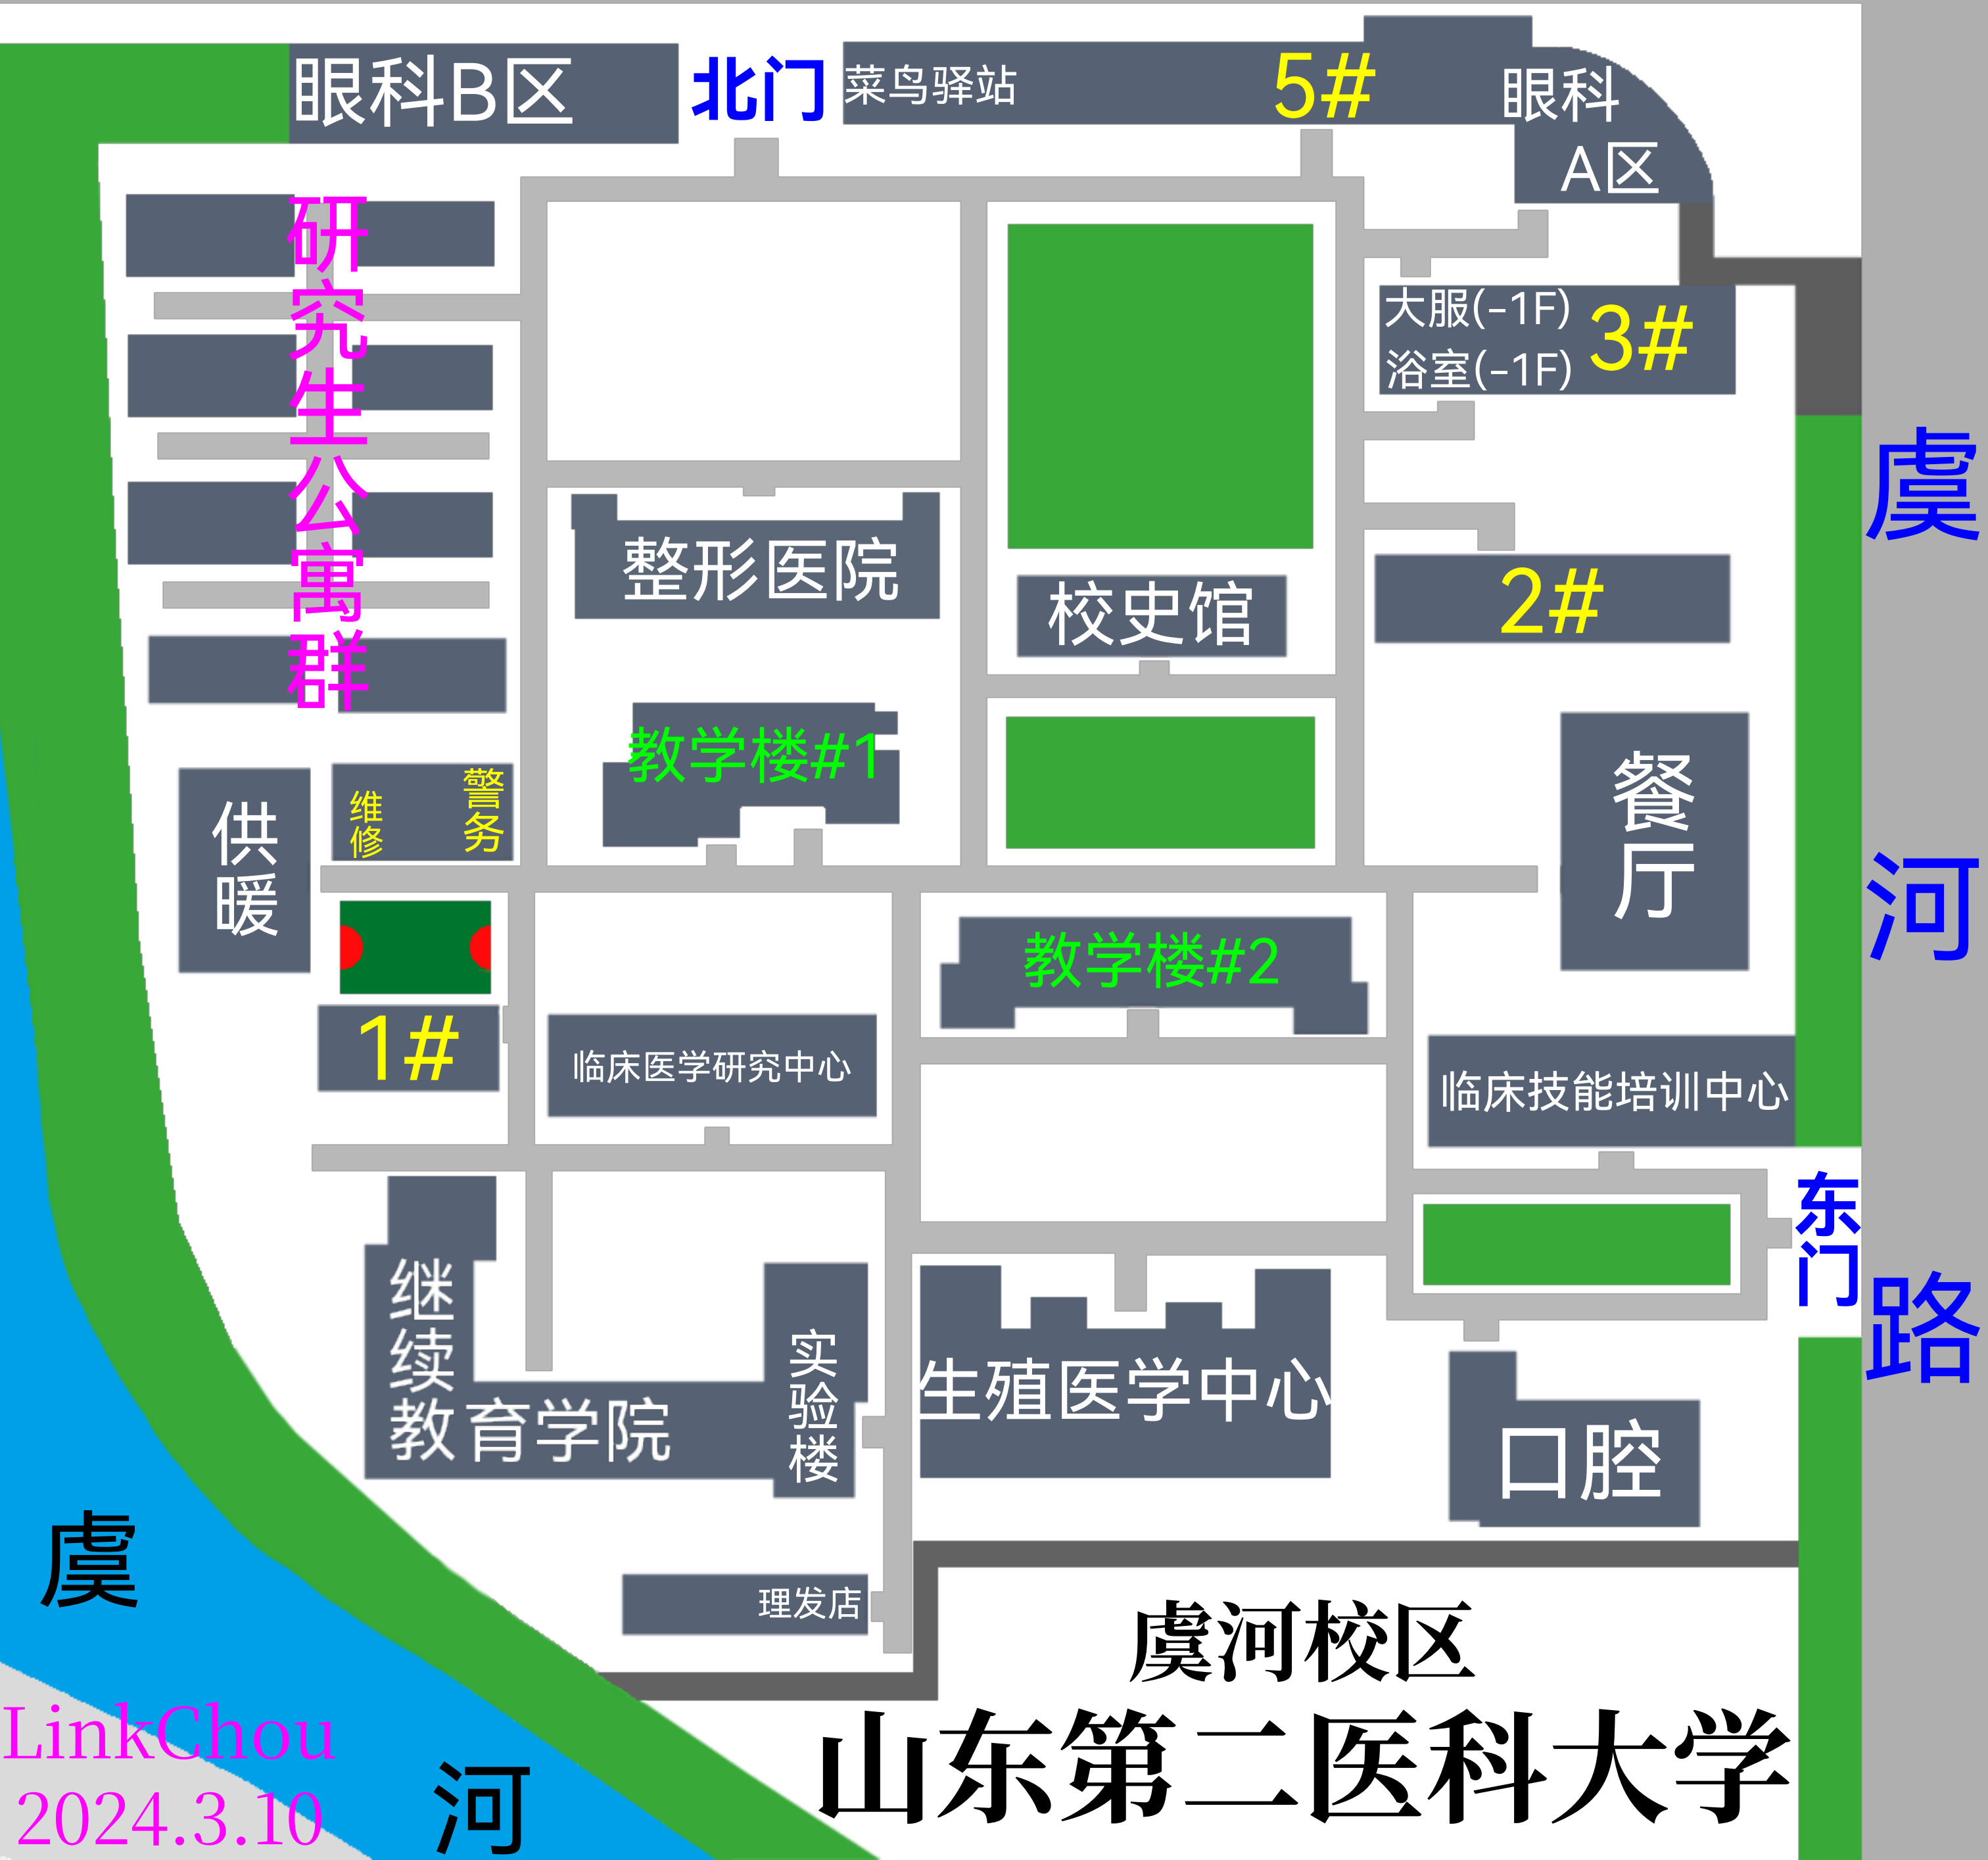 眼科B区
北门
菜鸟驿站
5#
眼科
A区
研究生公寓群
大服(-1F)
浴室(-1F)
3#
虞河路
整形医院
校史馆
2#
教学楼#1
餐厅
供暖
维修
警务
教学楼#2
1#
临床医学研究中心
临床技能培训中心
东门
继续
教育学院
实验楼
生殖医学中心
口腔
理发店
虞河
虞河校区
山东第二医科大学
LinkChou
2024.3.10